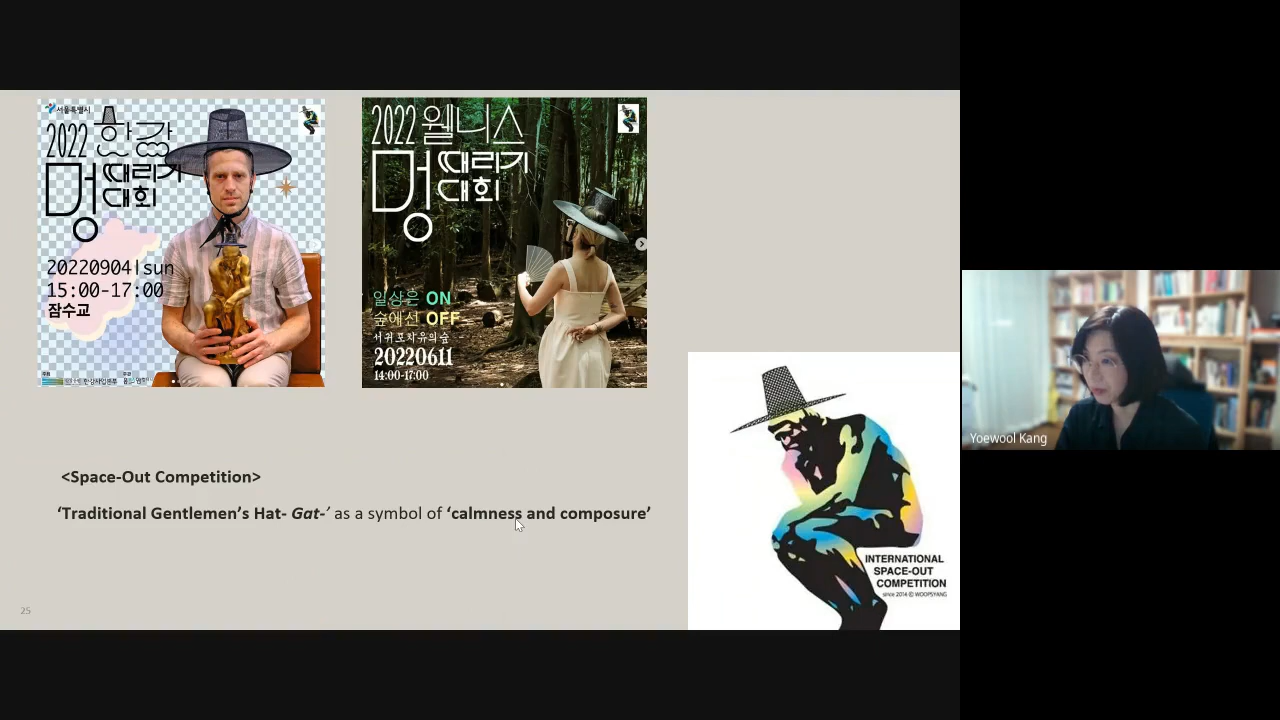 서울특별시
2022 한강
멍때리기
대회
20220904|sun
15:00-17:00
잠수교
2022 웰니스
멍때리기
대회
일상은 ON
숲에선 OFF
서귀포치유의숲
20220611
14:00-17:00
<Space-Out Competition>
‘Traditional Gentlemen’s Hat- Gat-’ as a symbol of ‘calmness and composure’
INTERNATIONAL
SPACE-OUT
COMPETITION
since 2014 © WOOPSYANG
25
Yoewool Kang